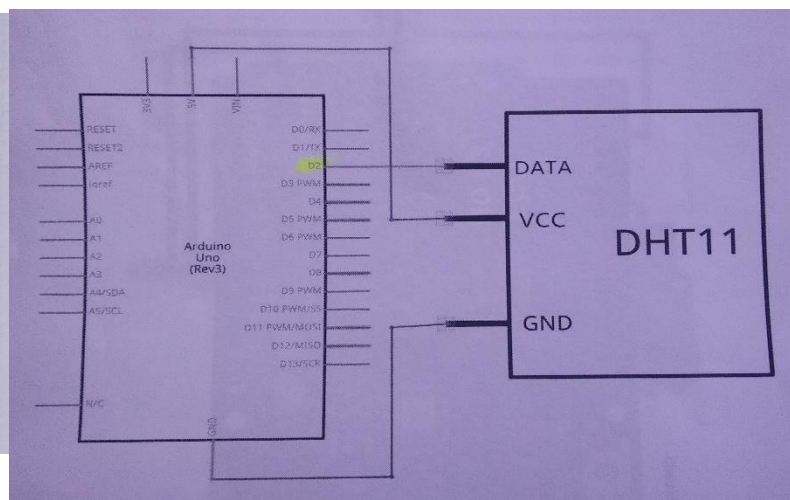 3V3
5V
VIN
RESET
RESET2
AREF
ioref
A0
A1
A2
A3
A4/SDA
A5/SCL
N/C
Arduino
Uno
(Rev3)
D0/RX
D1/TX
D2
D3 PWM
D4
D5 PWM
D6 PWM
D7
D8
D9 PWM
D10 PWM/SS
D11 PWM/MOSI
D12/MISO
D13/SCK
GND
DATA
VCC
DHT11
GND